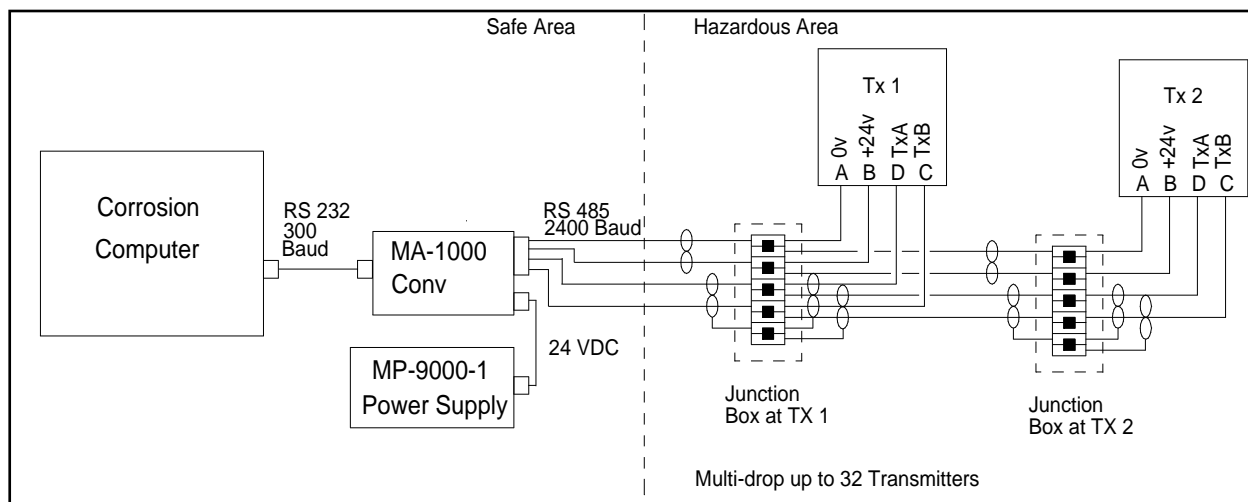 Safe Area
Hazardous Area
Tx 1
0v
+24v
TxA
TxB
A B D C
Tx 2
0v
+24v
TxA
TxB
A B D C
Corrosion
Computer
RS 232
300
Baud
MA-1000
Conv
RS 485
2400 Baud
24 VDC
MP-9000-1
Power Supply
Junction
Box at TX 1
Junction
Box at TX 2
Multi-drop up to 32 Transmitters